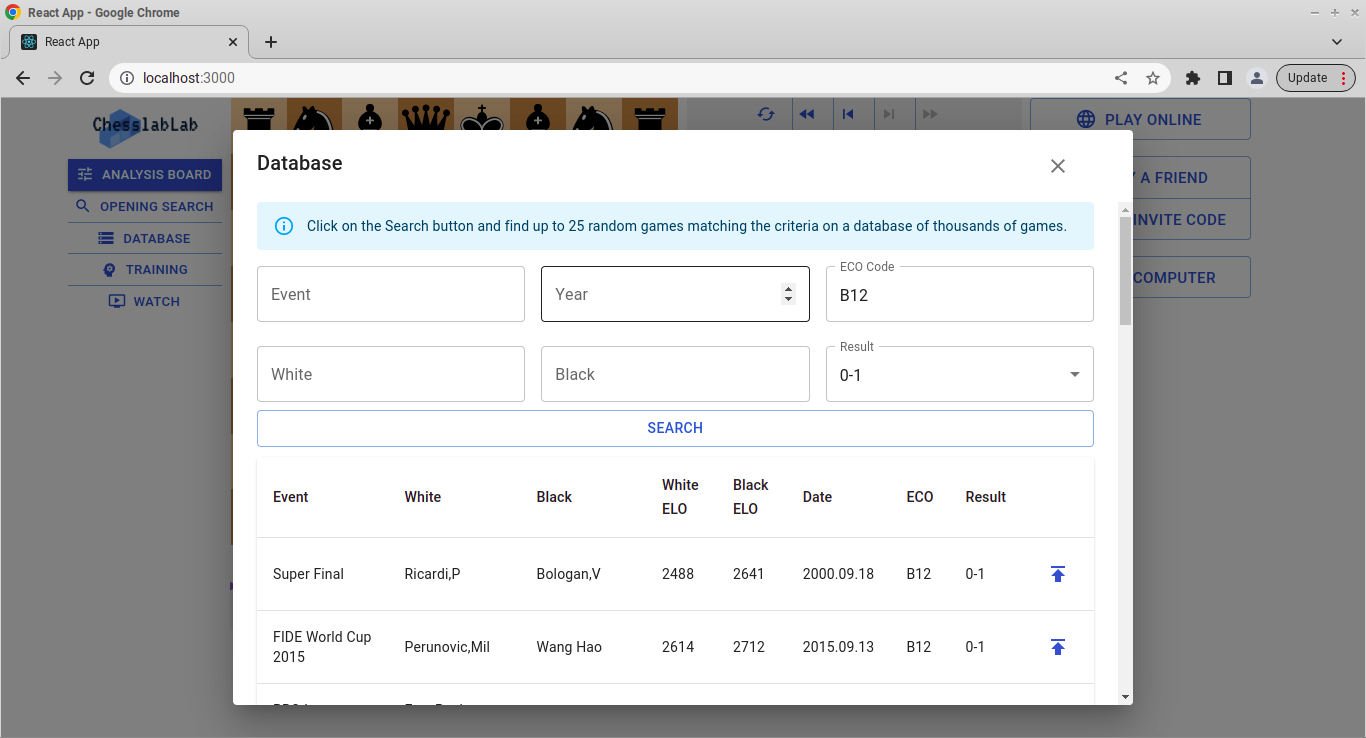 React App - Google Chrome
React App
localhost:3000
Update
ChesslabLab
PLAY ONLINE
ANALYSIS BOARD
A FRIEND
OPENING SEARCH
INVITE CODE
DATABASE
TRAINING
COMPUTER
WATCH
Database
Click on the Search button and find up to 25 random games matching the criteria on a database of thousands of games.
Event
Year
ECO Code
B12
White
Black
Result
0-1
SEARCH
Event White Black White ELO Black ELO Date ECO Result
Super Final Ricardi,P Bologan,V 2488 2641 2000.09.18 B12 0-1
FIDE World Cup 2015 Perunovic,Mil Wang Hao 2614 2712 2015.09.13 B12 0-1